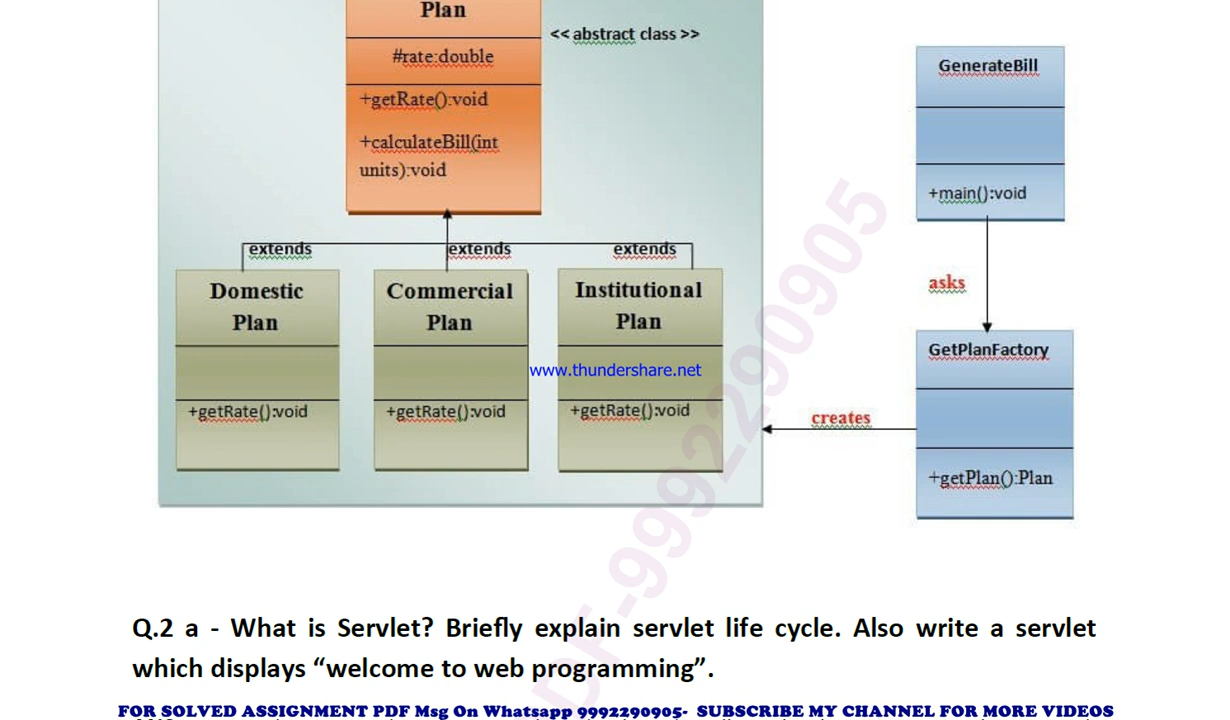 Plan
<< abstract class >>
#rate:double
+getRate():void
+calculateBill(int
units):void
GenerateBill
+main():void
extends
extends
extends
asks
Domestic
Plan
Commercial
Plan
Institutional
Plan
GetPlanFactory
www.thundershare.net
+getRate():void
+getRate():void
+getRate():void
creates
+getPlan():Plan
DF-9992290905
Q.2 a - What is Servlet? Briefly explain servlet life cycle. Also write a servlet
which displays “welcome to web programming”.
FOR SOLVED ASSIGNMENT PDF Msg On Whatsapp 9992290905- SUBSCRIBE MY CHANNEL FOR MORE VIDEOS